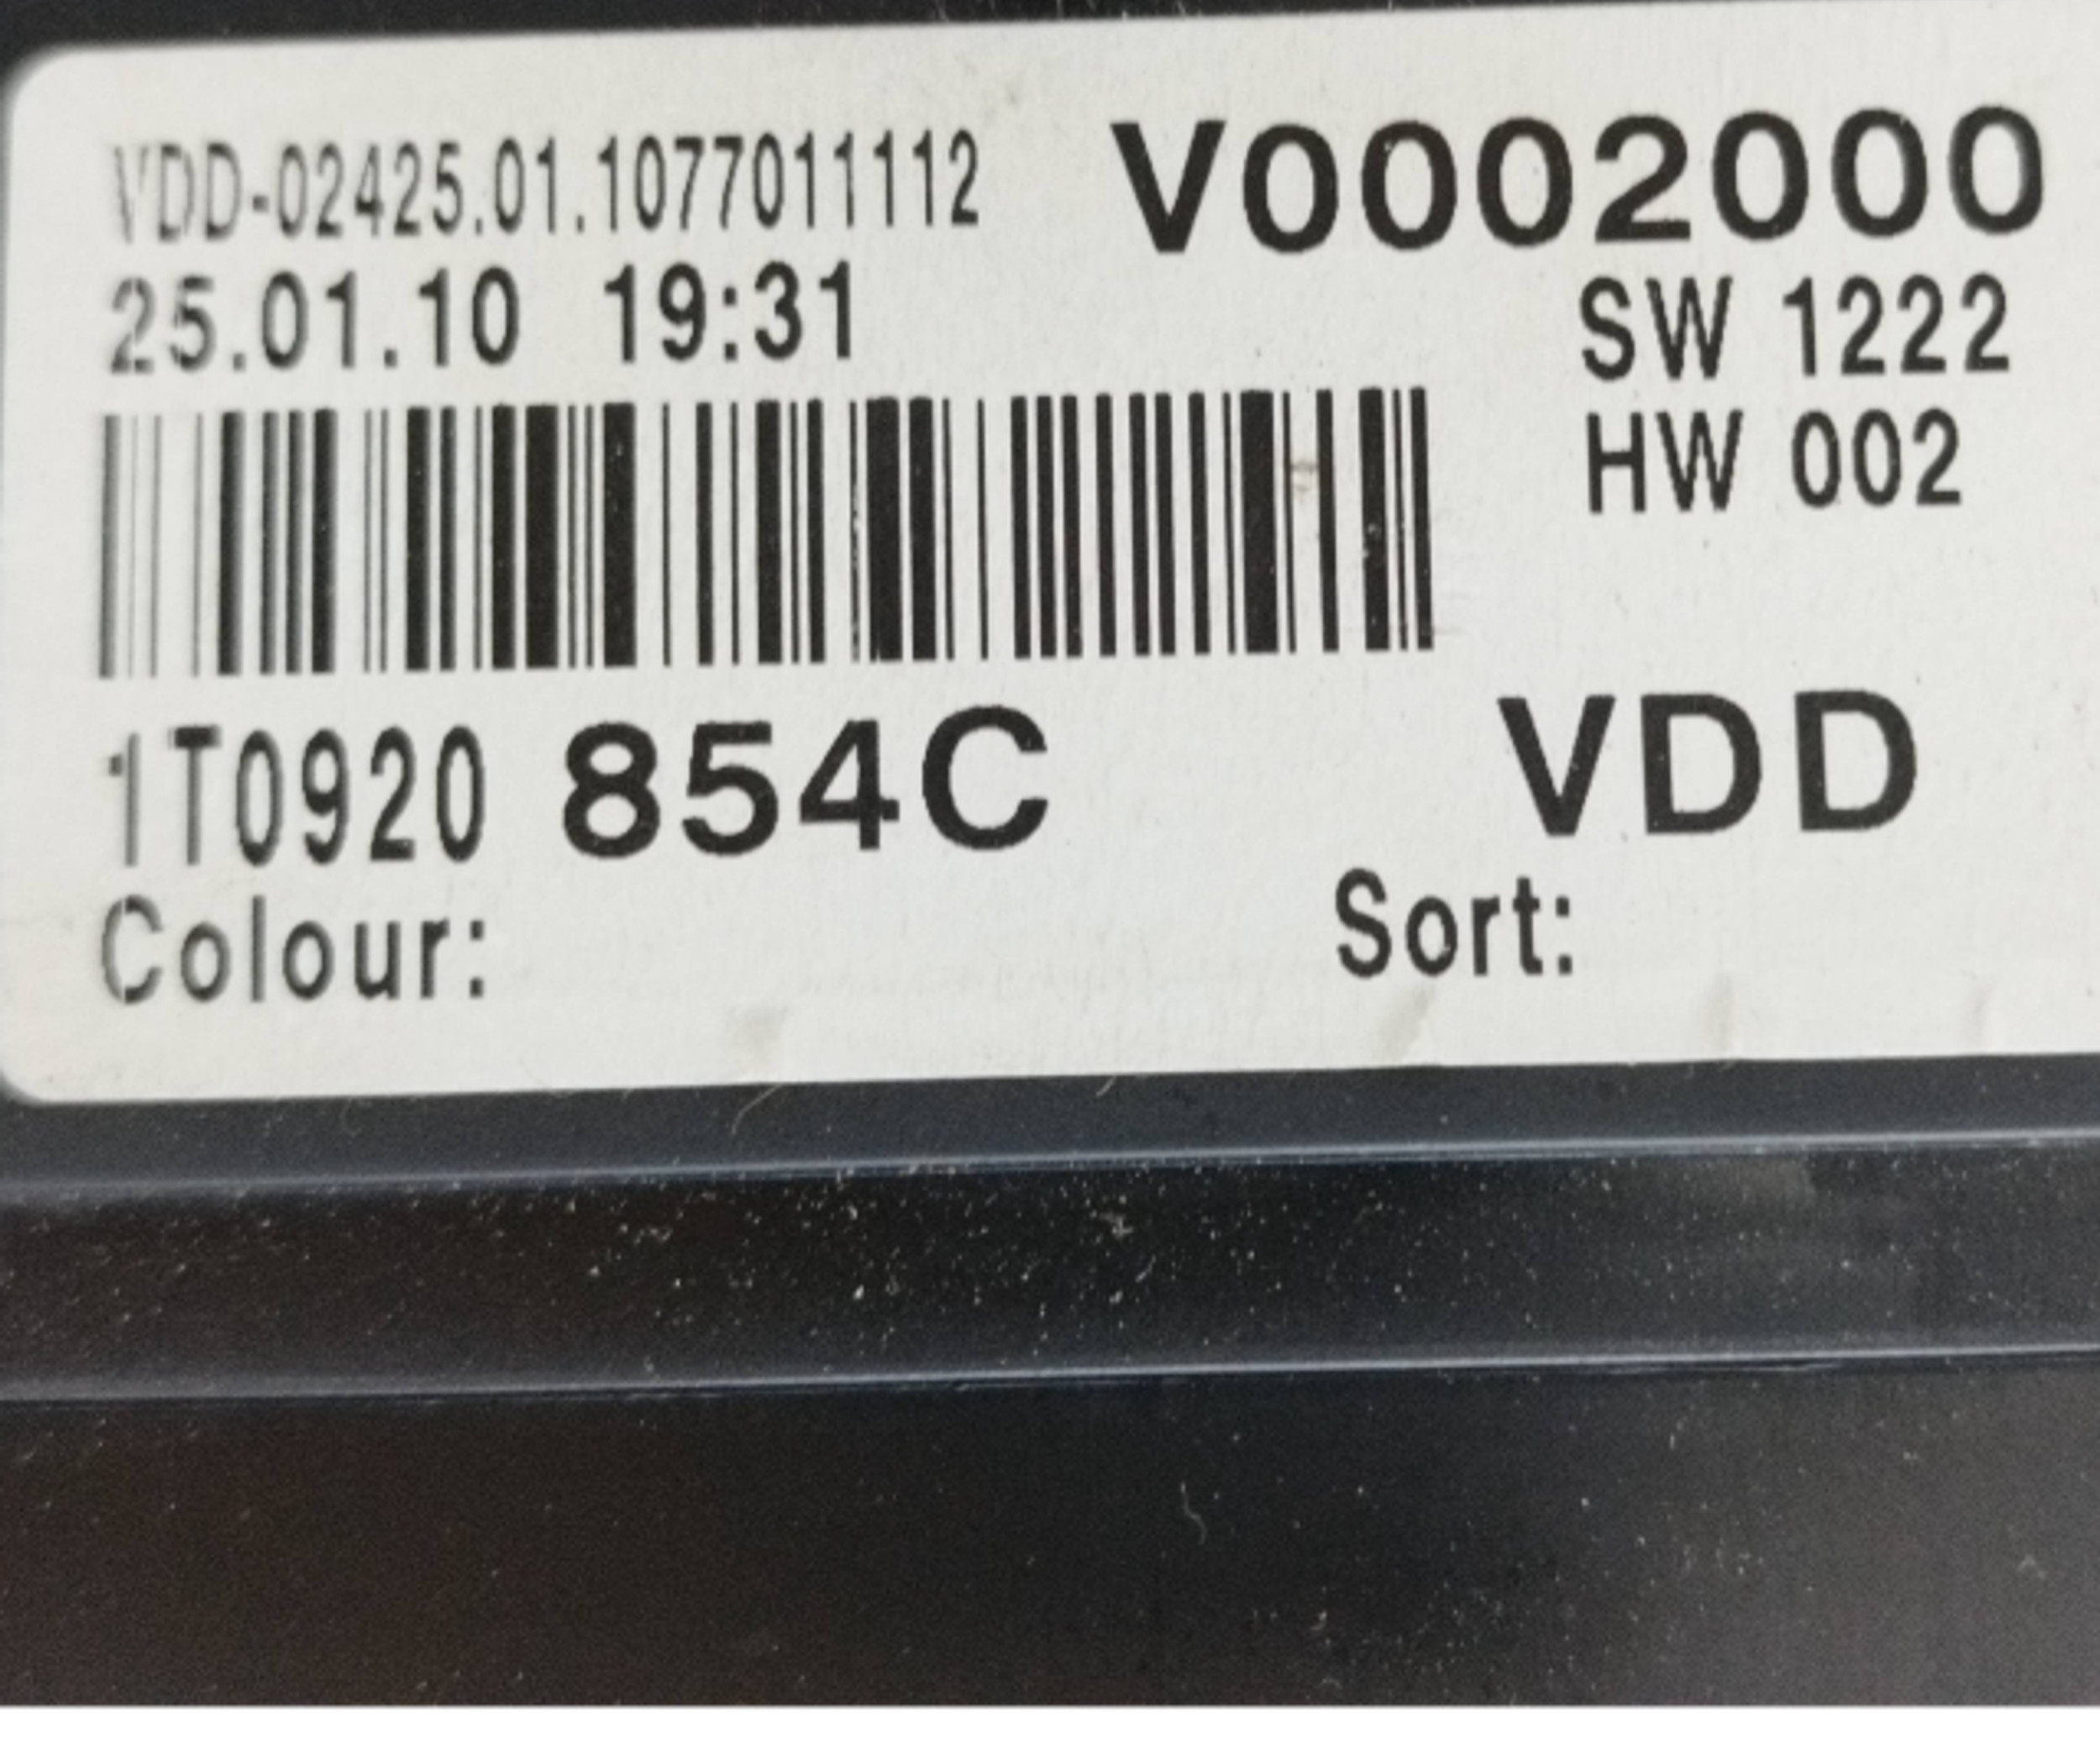 VDD-02425.01.1077011112 V0002000
25.01.10 19:31 SW 1222
HW 002
1T0920 854C VDD
Colour: Sort: